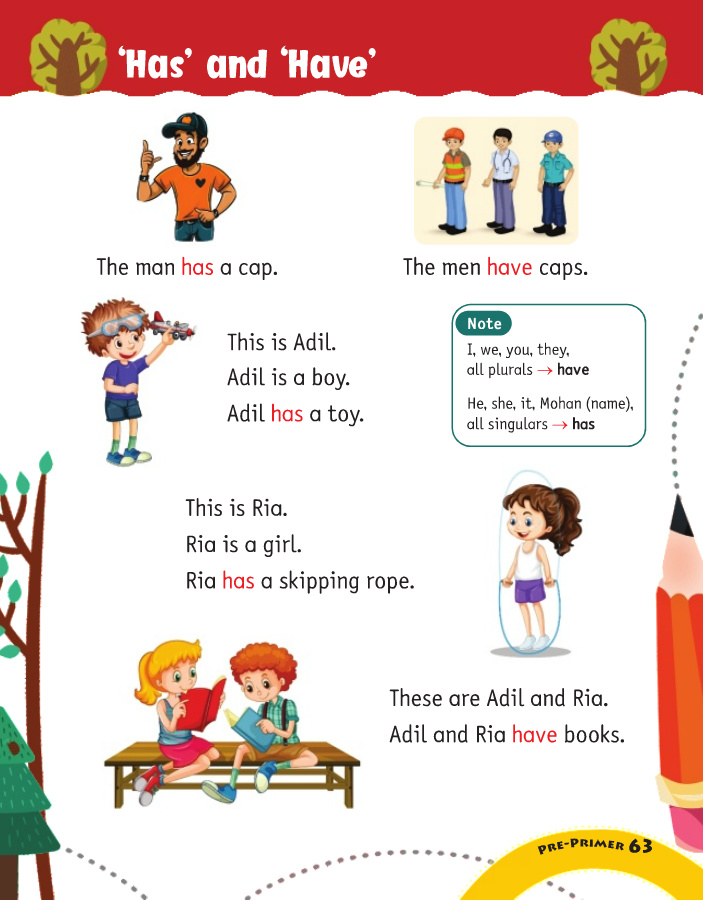 ‘Has’ and ‘Have’
The man has a cap.
The men have caps.
This is Adil.
Adil is a boy.
Adil has a toy.
Note
I, we, you, they,
all plurals → have
He, she, it, Mohan (name),
all singulars → has
This is Ria.
Ria is a girl.
Ria has a skipping rope.
These are Adil and Ria.
Adil and Ria have books.
PRE-PRIMER 63